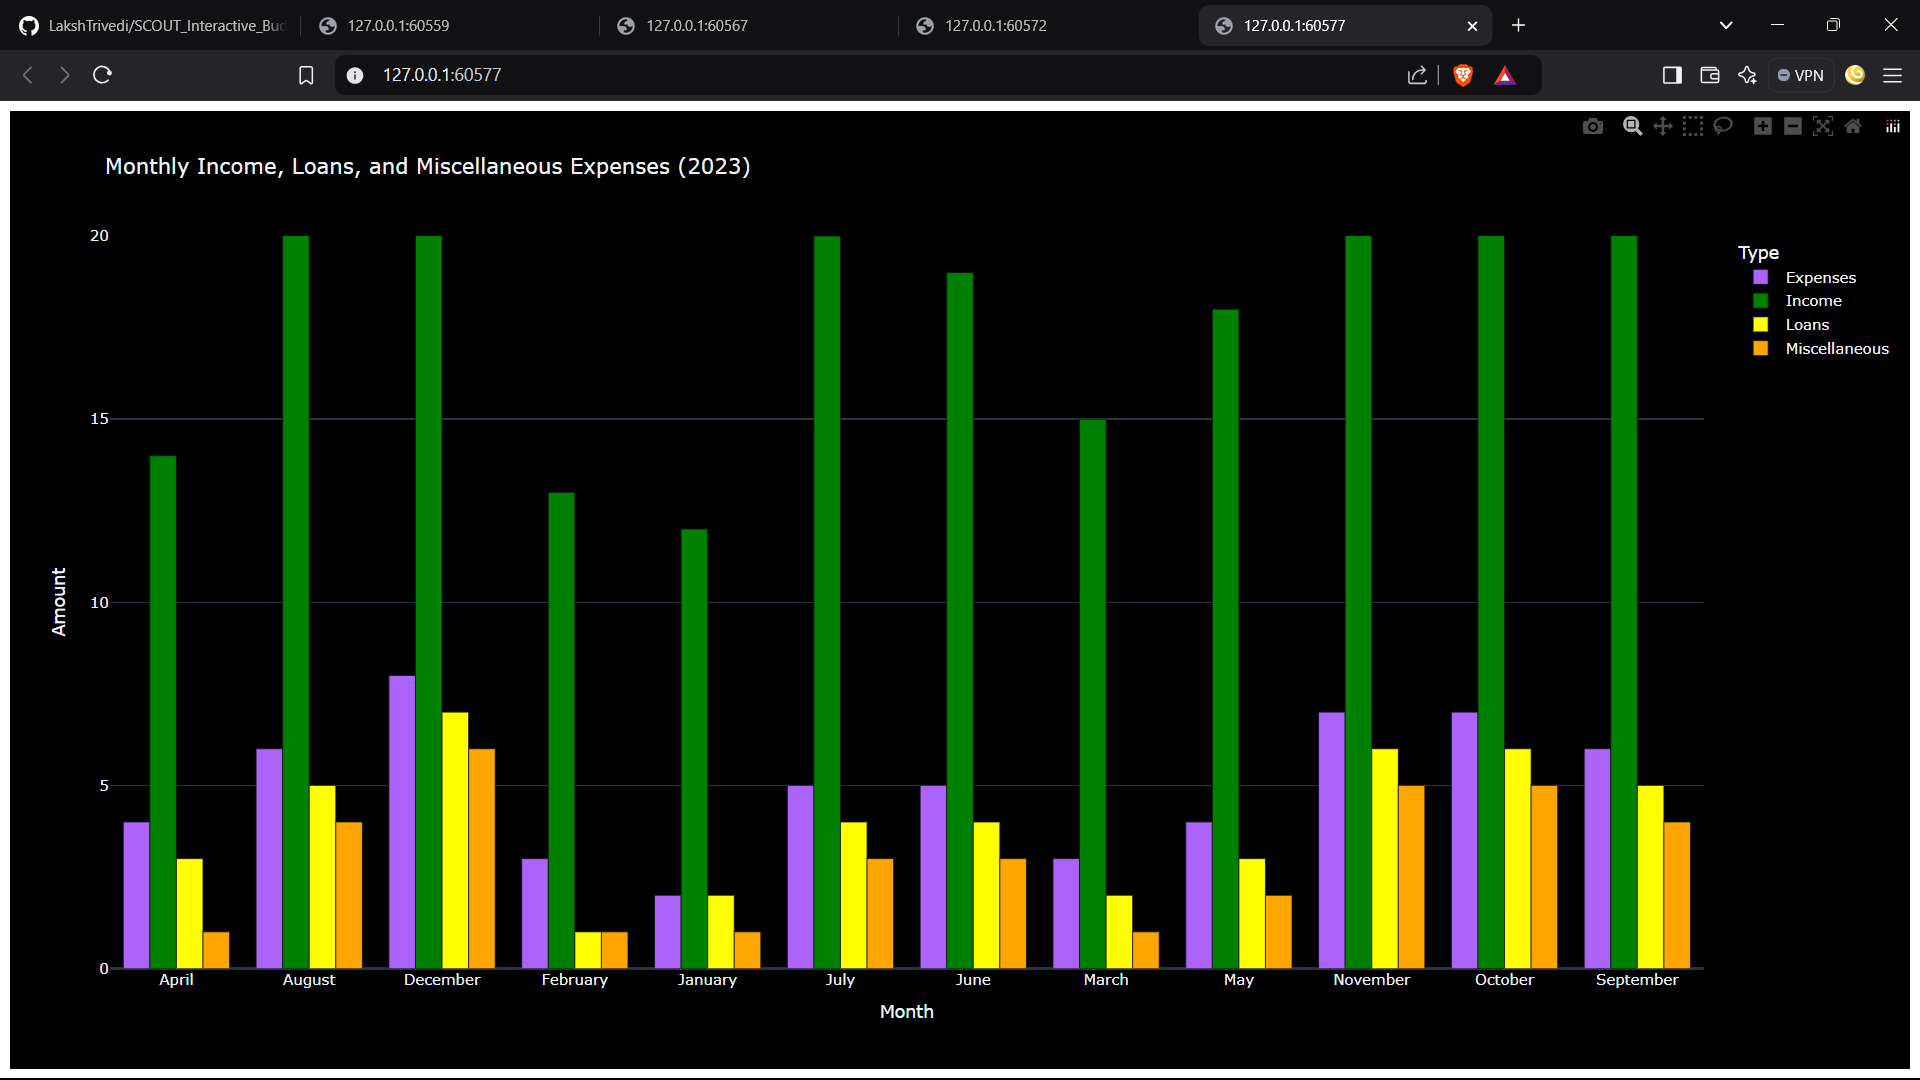 LakshTrivedi/SCOUT_Interactive_Bud
127.0.0.1:60559
127.0.0.1:60567
127.0.0.1:60572
127.0.0.1:60577
127.0.0.1:60577
VPN
Monthly Income, Loans, and Miscellaneous Expenses (2023)
20
15
10
5
0
Amount
April
August
December
February
January
July
June
March
May
November
October
September
Month
Type
Expenses
Income
Loans
Miscellaneous